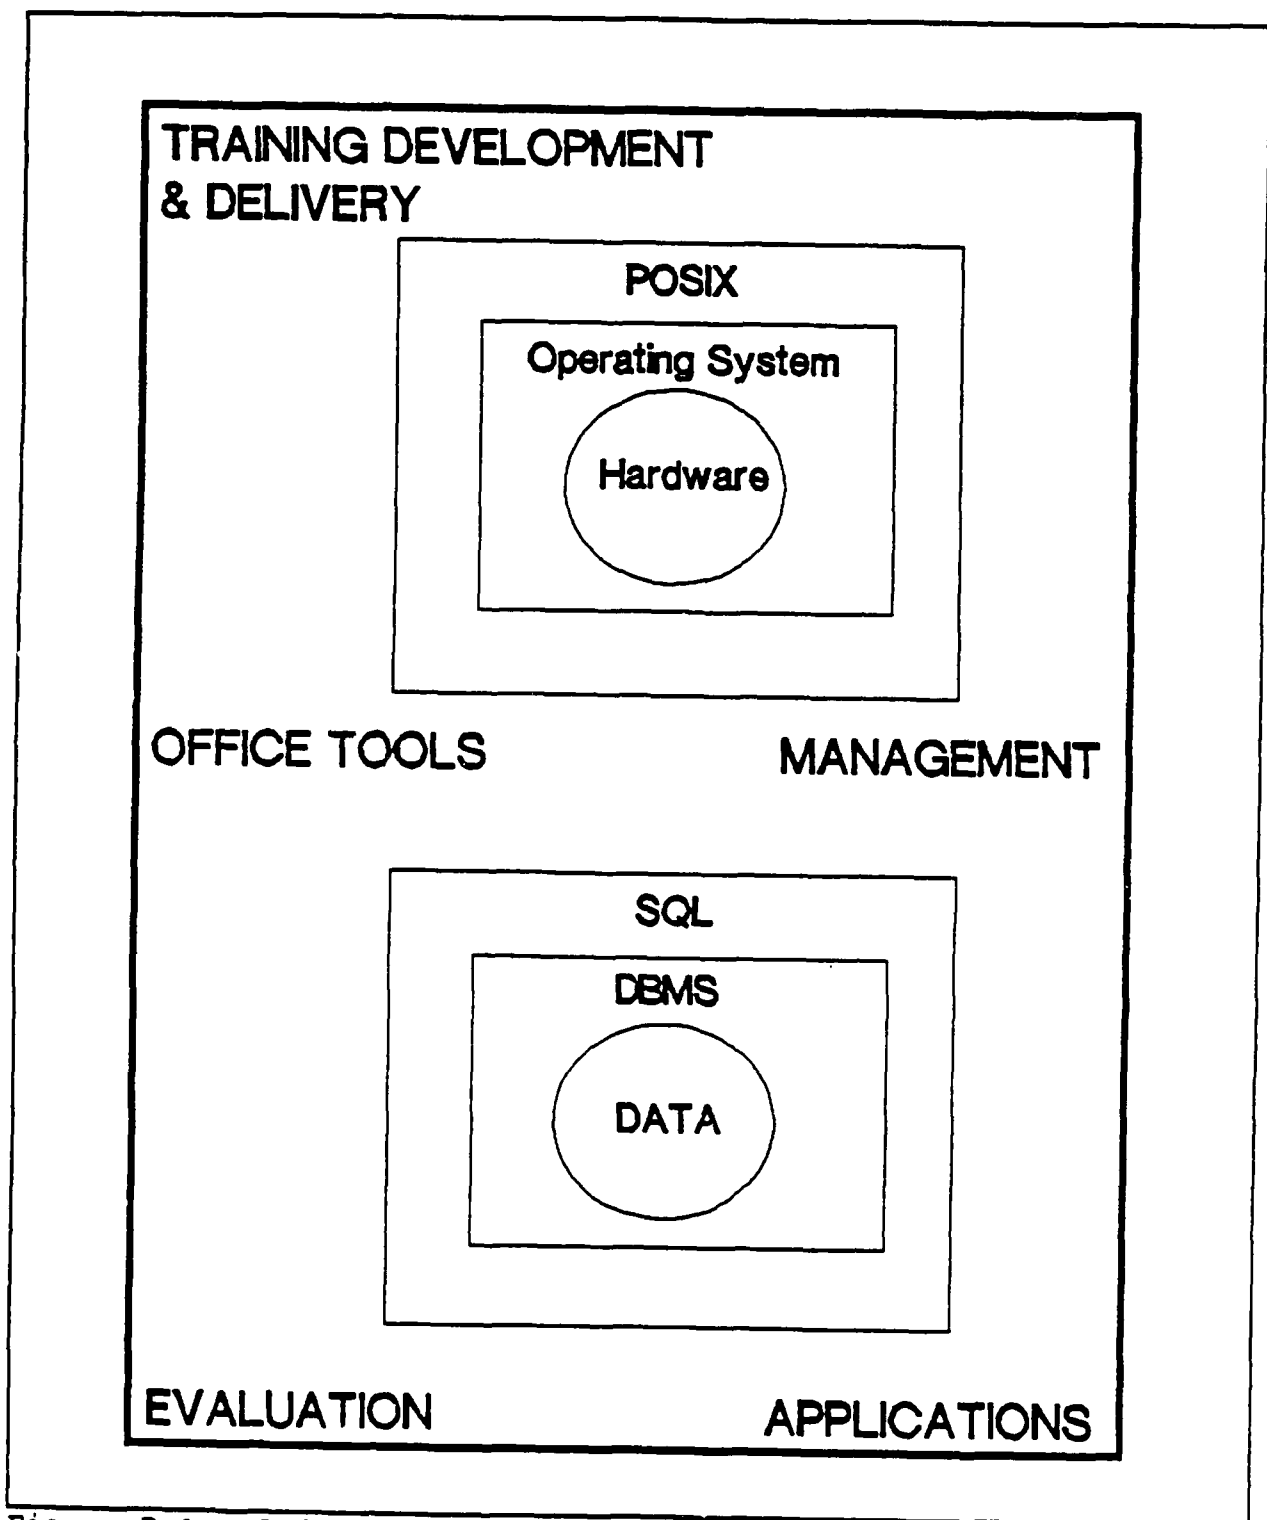 TRAINING DEVELOPMENT
& DELIVERY
POSIX
Operating System
Hardware
OFFICE TOOLS
MANAGEMENT
SQL
DBMS
DATA
EVALUATION
APPLICATIONS